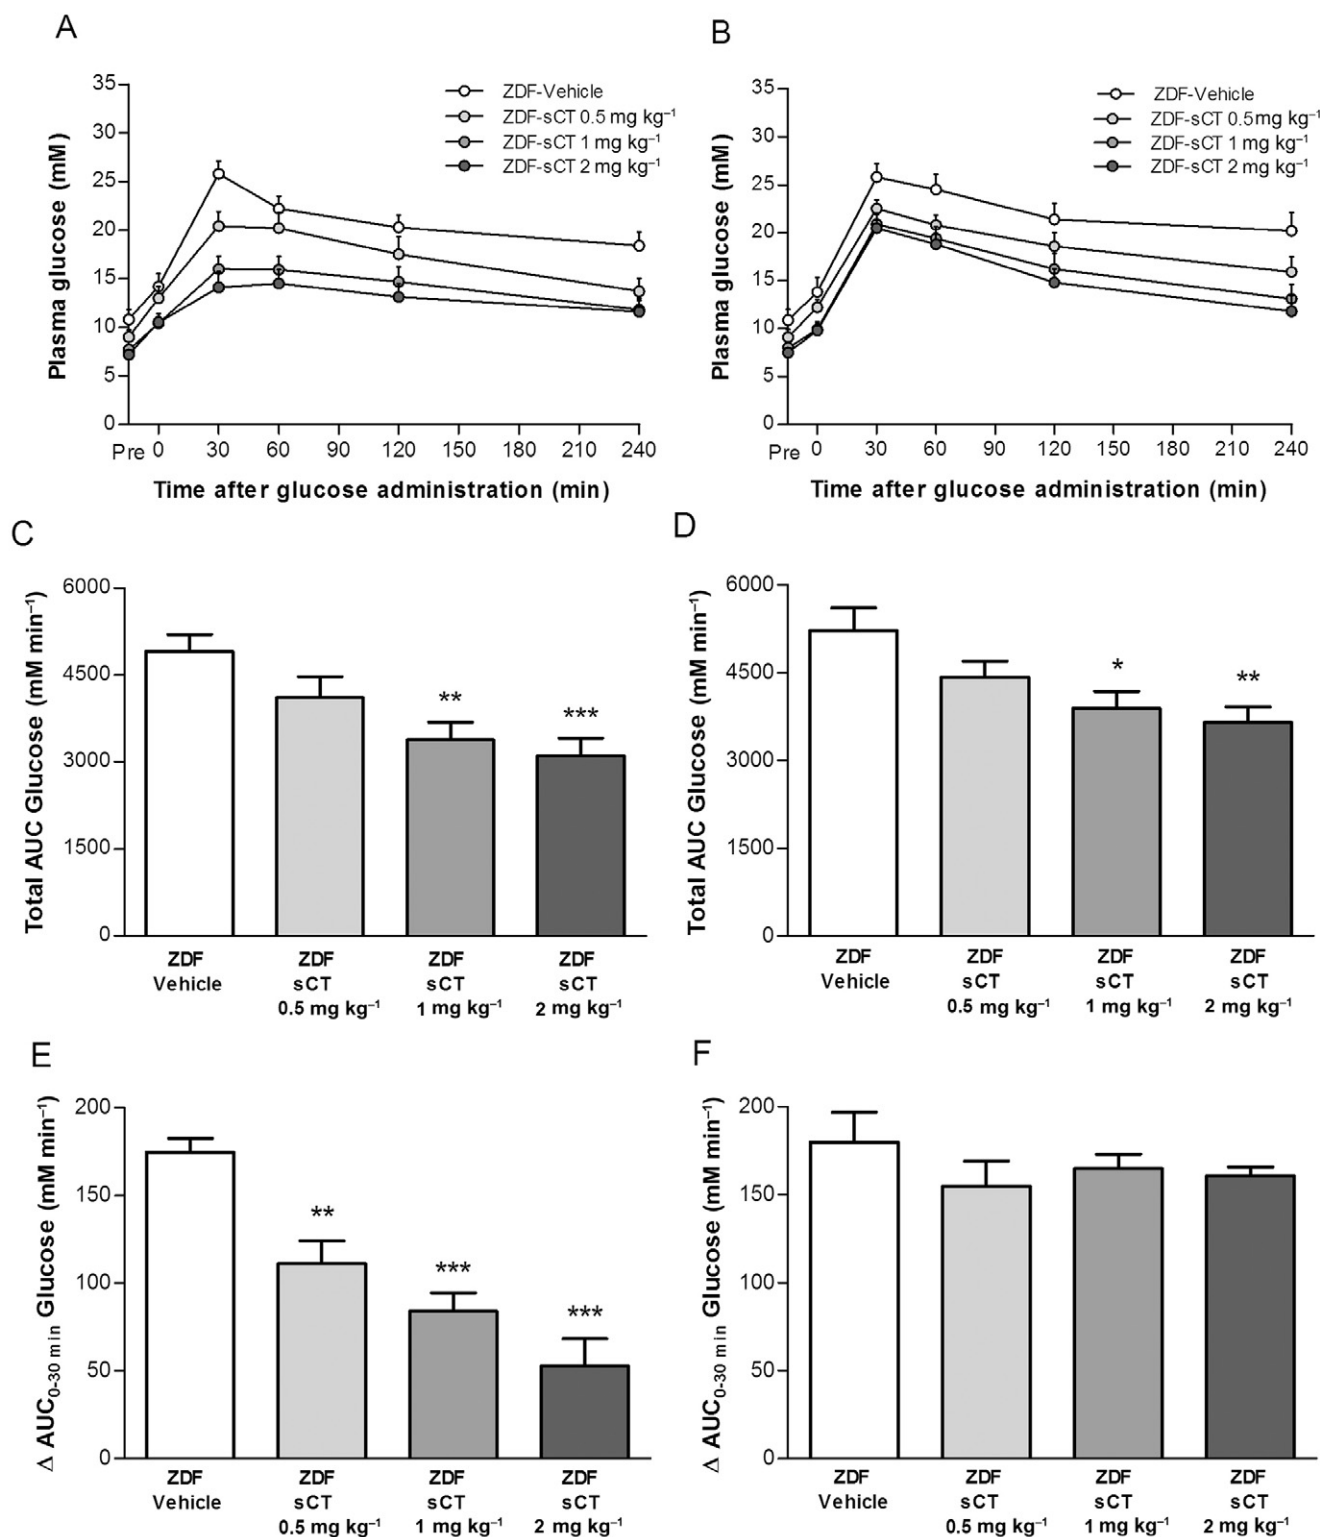 A
35
30
25
20
15
10
5
0
Plasma glucose (mM)
ZDF-Vehicle
ZDF-sCT 0.5 mg kg⁻¹
ZDF-sCT 1 mg kg⁻¹
ZDF-sCT 2 mg kg⁻¹
Pre 0 30 60 90 120 150 180 210 240
Time after glucose administration (min)
B
35
30
25
20
15
10
5
0
Plasma glucose (mM)
ZDF-Vehicle
ZDF-sCT 0.5 mg kg⁻¹
ZDF-sCT 1 mg kg⁻¹
ZDF-sCT 2 mg kg⁻¹
Pre 0 30 60 90 120 150 180 210 240
Time after glucose administration (min)
C
6000
4500
3000
1500
0
Total AUC Glucose (mM min⁻¹)
**
***
ZDF ZDF ZDF ZDF
Vehicle sCT sCT sCT
0.5 mg kg⁻¹ 1 mg kg⁻¹ 2 mg kg⁻¹
D
6000
4500
3000
1500
0
Total AUC Glucose (mM min⁻¹)
*
**
ZDF ZDF ZDF ZDF
Vehicle sCT sCT sCT
0.5 mg kg⁻¹ 1 mg kg⁻¹ 2 mg kg⁻¹
E
200
150
100
50
0
Δ AUC₀₋₃₀ min Glucose (mM min⁻¹)
**
***
***
ZDF ZDF ZDF ZDF
Vehicle sCT sCT sCT
0.5 mg kg⁻¹ 1 mg kg⁻¹ 2 mg kg⁻¹
F
200
150
100
50
0
Δ AUC₀₋₃₀ min Glucose (mM min⁻¹)
ZDF ZDF ZDF ZDF
Vehicle sCT sCT sCT
0.5 mg kg⁻¹ 1 mg kg⁻¹ 2 mg kg⁻¹